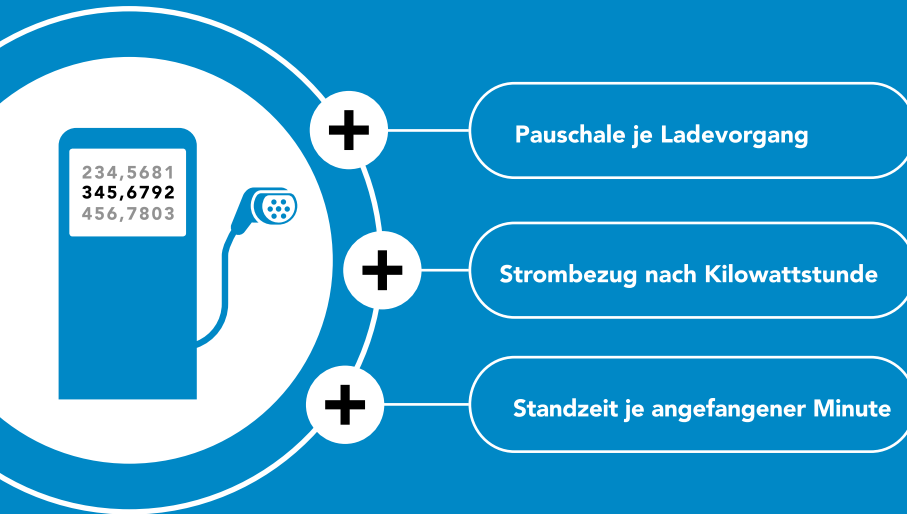 234,5681
345,6792
456,7803
+
Pauschale je Ladevorgang
+
Strombezug nach Kilowattstunde
+
Standzeit je angefangener Minute